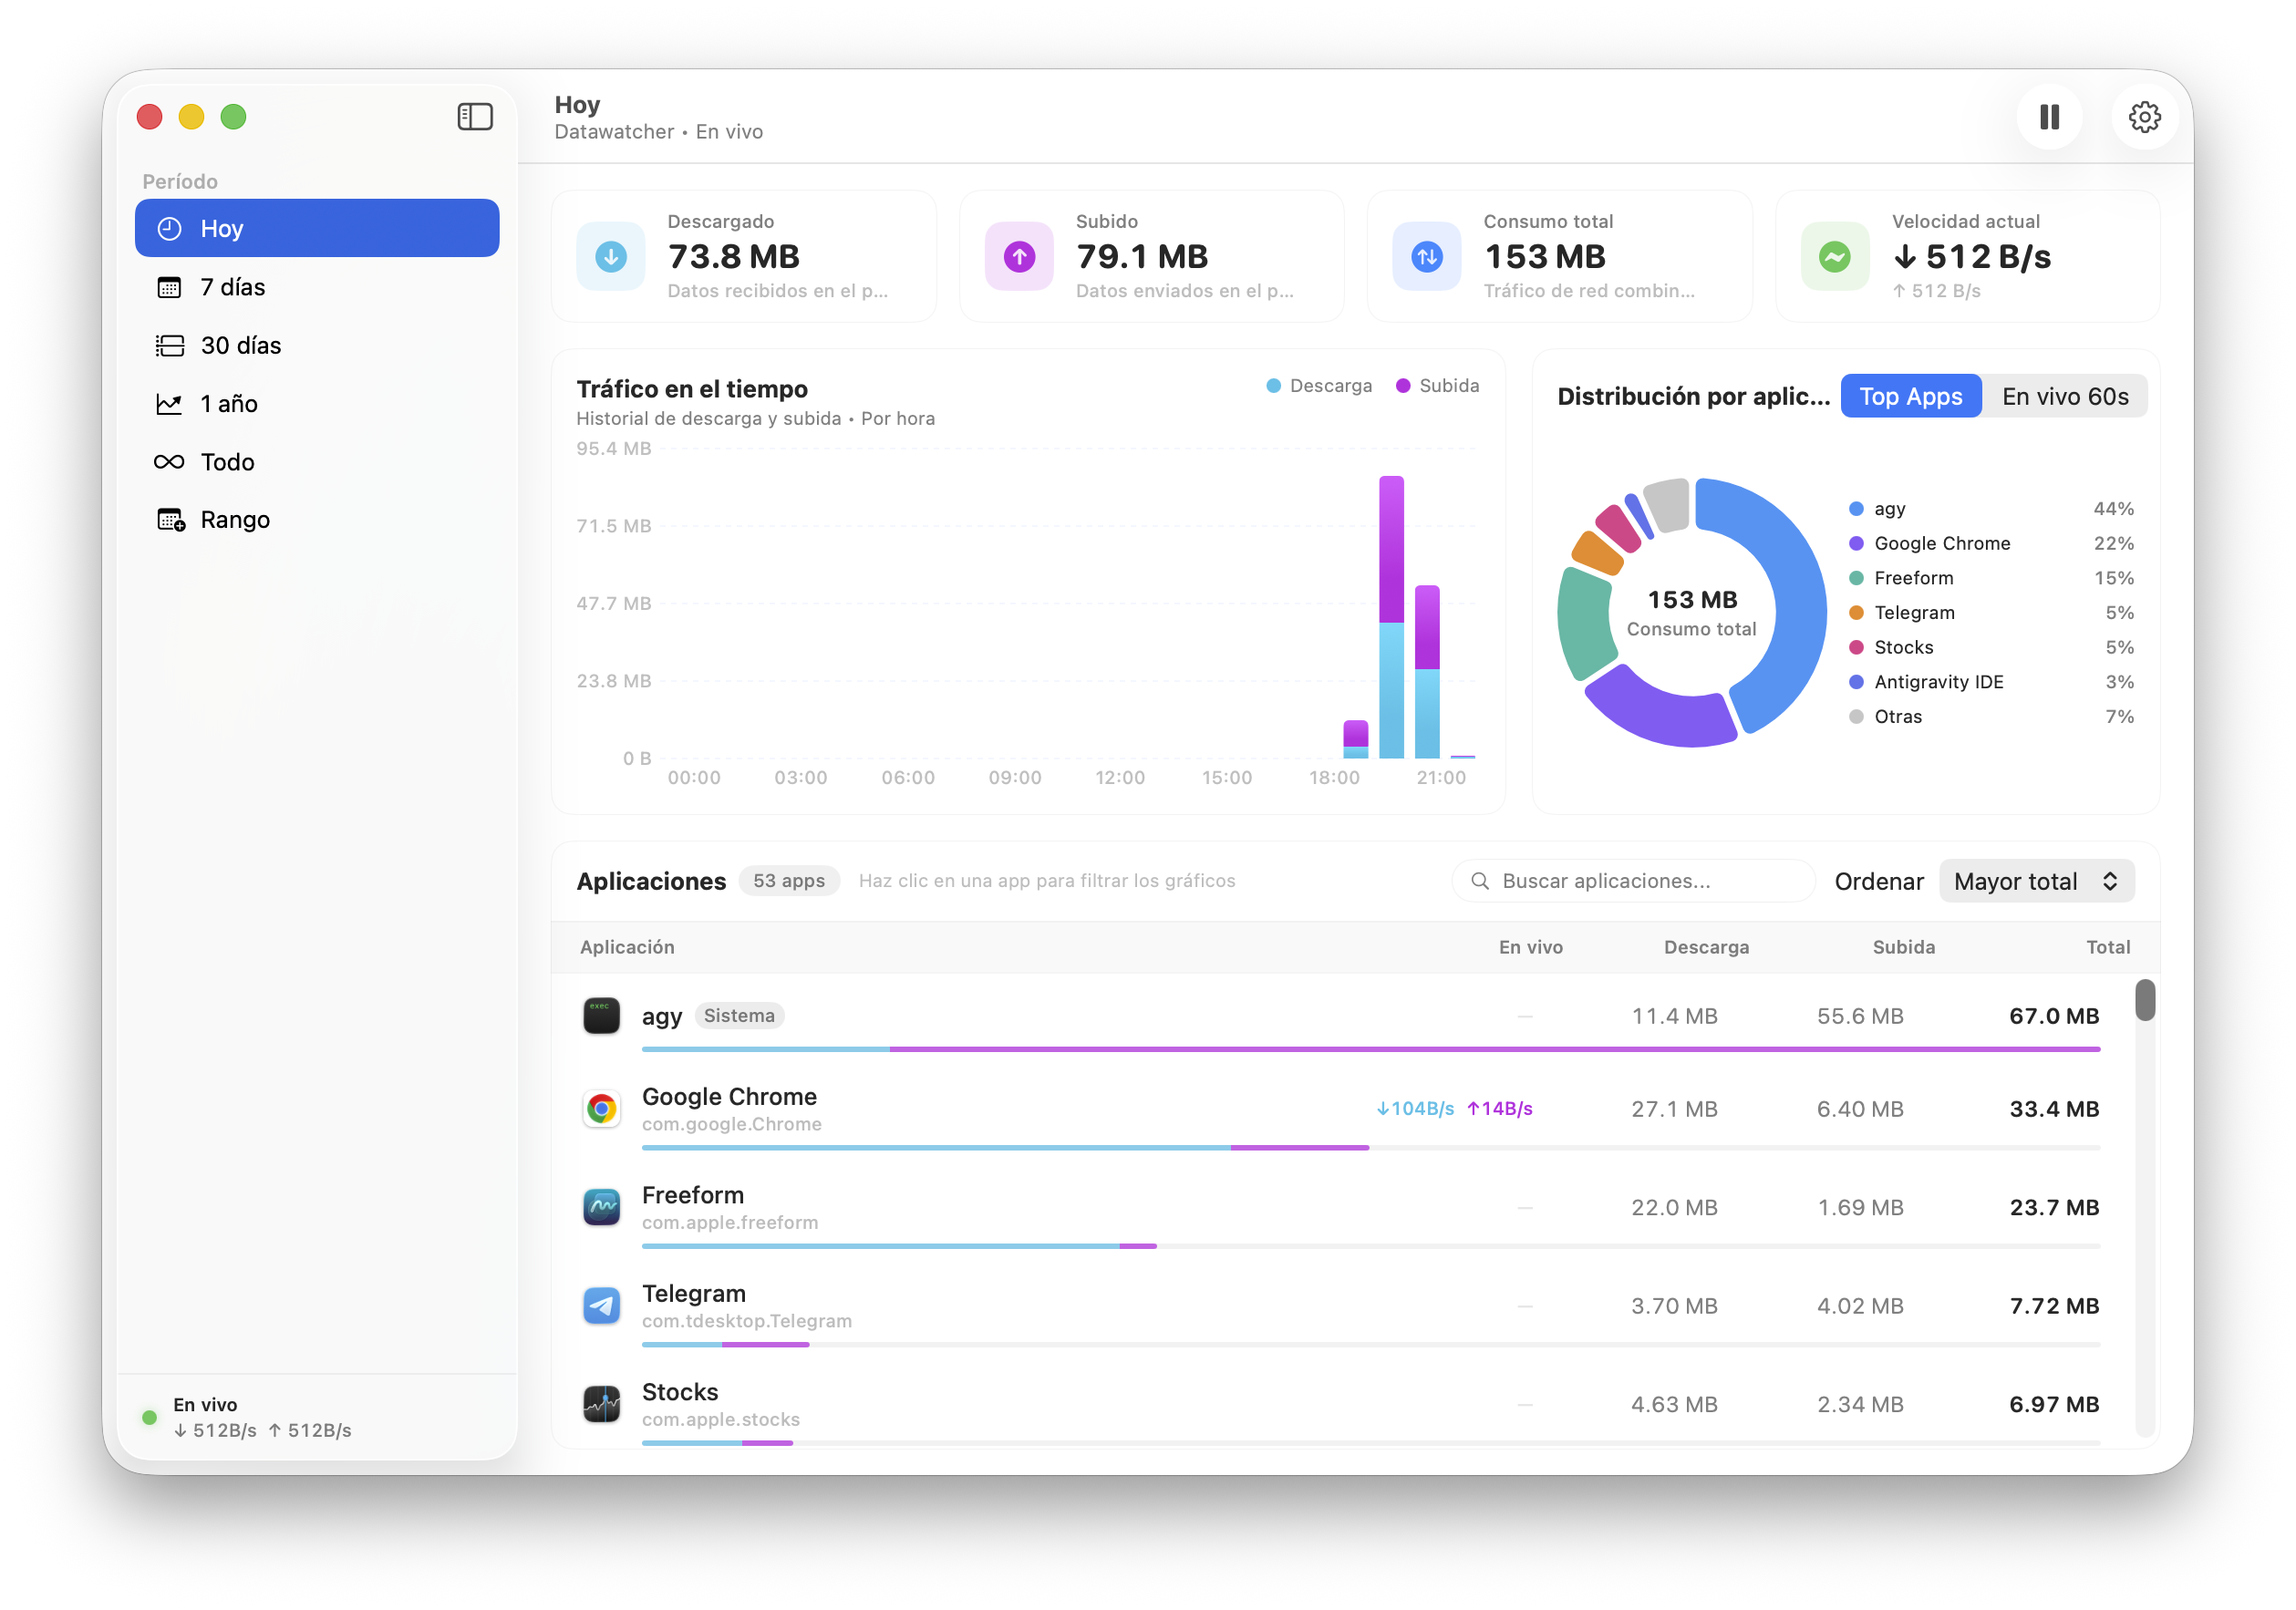 Hoy
Datawatcher • En vivo
Período
Hoy
7 días
30 días
1 año
Todo
Rango
En vivo
↓ 512B/s ↑ 512B/s
Descargado
73.8 MB
Datos recibidos en el p...
Subido
79.1 MB
Datos enviados en el p...
Consumo total
153 MB
Tráfico de red combin...
Velocidad actual
↓ 512 B/s
↑ 512 B/s
Tráfico en el tiempo
Descarga Subida
Historial de descarga y subida • Por hora
95.4 MB
71.5 MB
47.7 MB
23.8 MB
0 B
00:00 03:00 06:00 09:00 12:00 15:00 18:00 21:00
Distribución por aplic... Top Apps En vivo 60s
153 MB
Consumo total
agy 44%
Google Chrome 22%
Freeform 15%
Telegram 5%
Stocks 5%
Antigravity IDE 3%
Otras 7%
Aplicaciones 53 apps Haz clic en una app para filtrar los gráficos Buscar aplicaciones... Ordenar Mayor total
Aplicación En vivo Descarga Subida Total
exec
agy Sistema — 11.4 MB 55.6 MB 67.0 MB
Google Chrome
com.google.Chrome
↓104B/s ↑14B/s 27.1 MB 6.40 MB 33.4 MB
Freeform
com.apple.freeform
— 22.0 MB 1.69 MB 23.7 MB
Telegram
com.tdesktop.Telegram
— 3.70 MB 4.02 MB 7.72 MB
Stocks
com.apple.stocks
— 4.63 MB 2.34 MB 6.97 MB